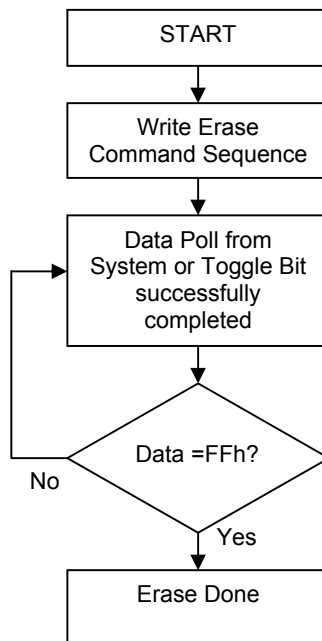 START
Write Erase
Command Sequence
Data Poll from
System or Toggle Bit
successfully
completed
Data =FFh?
No
Yes
Erase Done